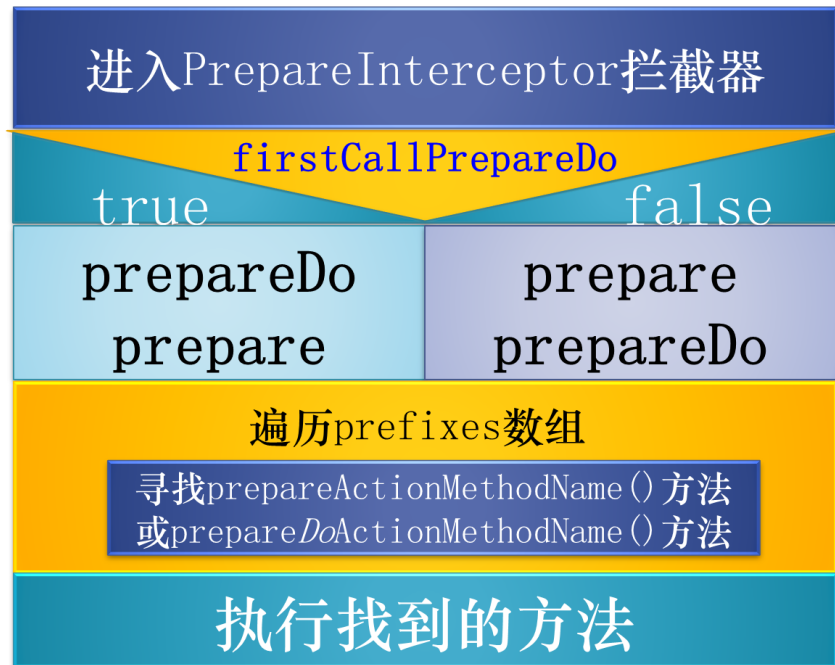 进入PrepareInterceptor拦截器
firstCallPrepareDo
true false
prepareDo prepare
prepare prepareDo
遍历prefixes数组
寻找prepareActionMethodName()方法
或prepareDoActionMethodName()方法
执行找到的方法